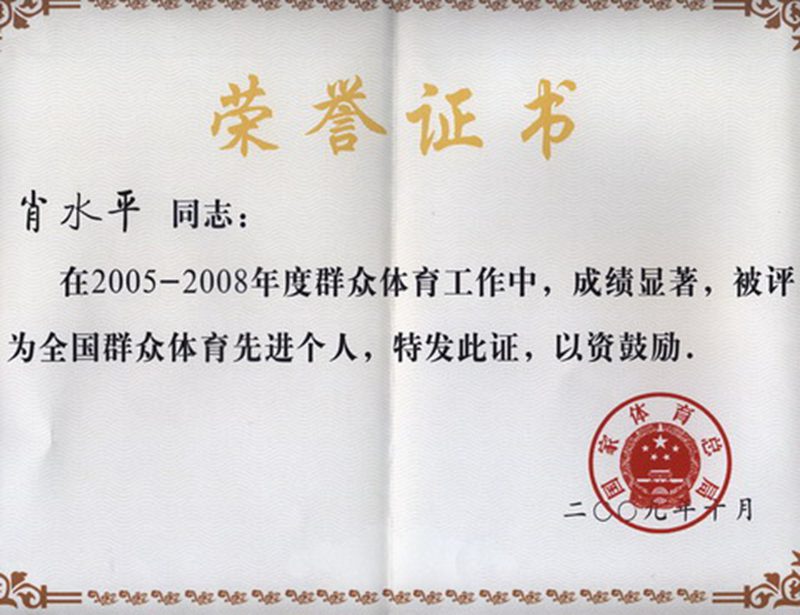 荣誉证书
肖水平 同志：
在2005-2008年度群众体育工作中，成绩显著，被评
为全国群众体育先进个人，特发此证，以资鼓励．
国家体育总局
二〇〇九年十月